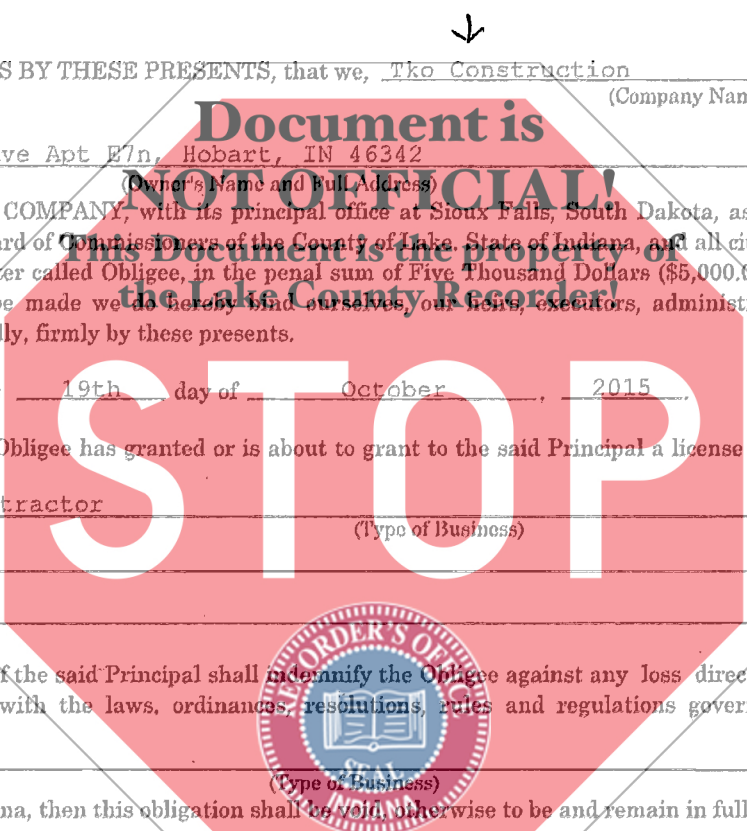 S BY THESE PRESENTS, that we, Tko Construction
(Company Nam
Document is
ve Apt E7n, Hobart, IN 46342
(Owner's Name and Full Address)
NOT OFFICIAL!
COMPANY, with its principal office at Sioux Falls, South Dakota, as
ard of Commissioners of the County of Lake. State of Indiana, and all ci
This Document is the property of
ter called Obligee, in the penal sum of Five Thousand Dollars ($5,000.0
the Lake County Recorder!
be made we do hereby bind ourselves, our heirs, executors, administr
lly, firmly by these presents.
19th day of October, 2015,
Obligee has granted or is about to grant to the said Principal a license
tractor
STOP
(Type of Business)
RECORDER'S OFFICE
f the said Principal shall indemnify the Obligee against any loss direc
with the laws, ordinances, resolutions, rules and regulations gover
SEAL
(Type of Business)
INDIANA
na, then this obligation shall be void, otherwise to be and remain in full